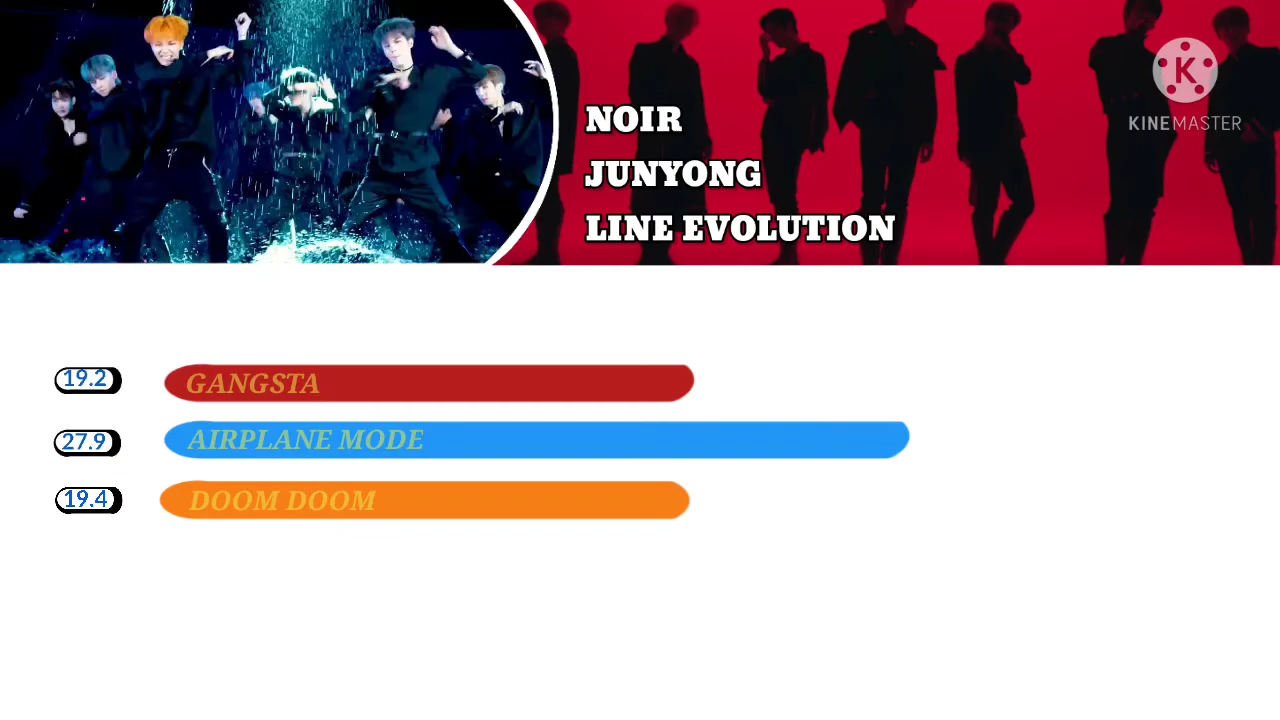 NOIR
JUNYONG
LINE EVOLUTION
K
KINEMASTER
19.2 GANGSTA
27.9 AIRPLANE MODE
19.4 DOOM DOOM